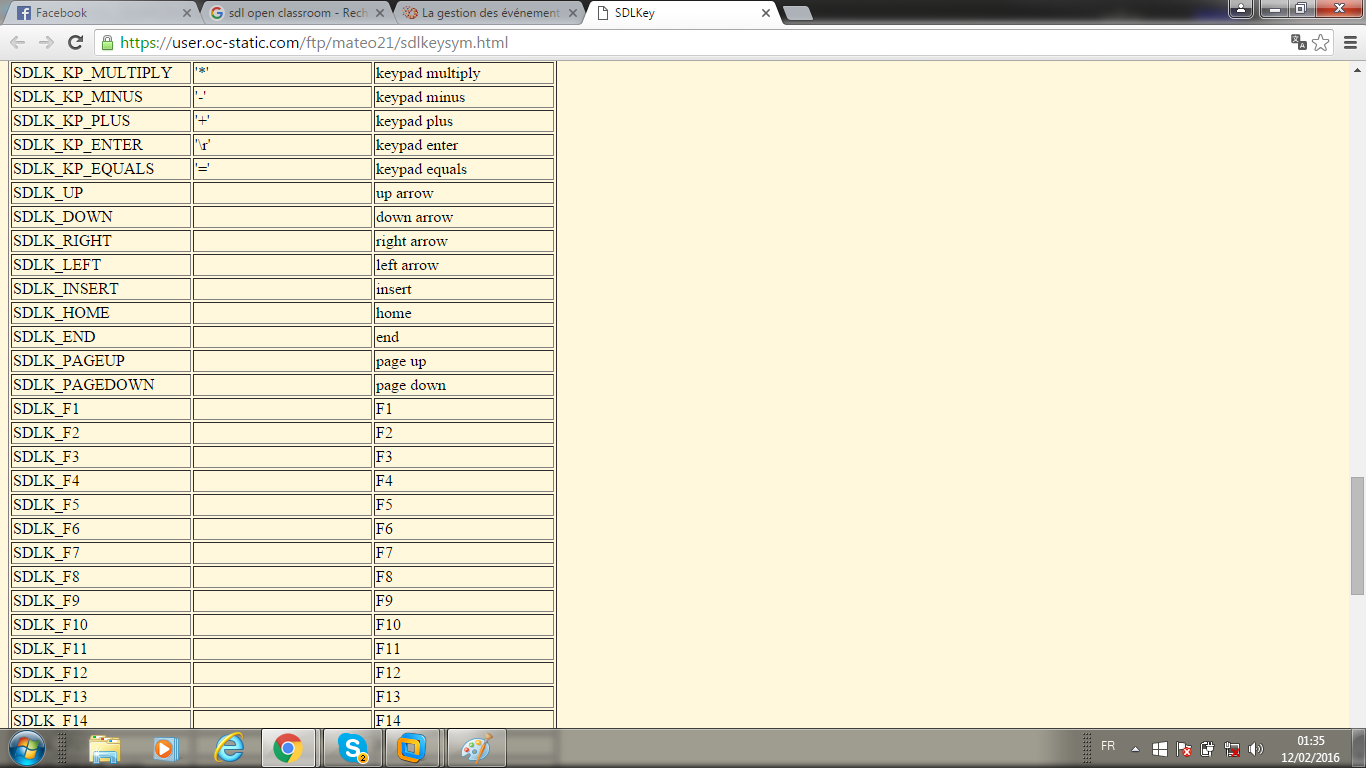 Facebook
sdl open classroom - Rech
La gestion des événement
SDLKey
https://user.oc-static.com/ftp/mateo21/sdlkeysym.html
SDLK_KP_MULTIPLY '*' keypad multiply
SDLK_KP_MINUS '-' keypad minus
SDLK_KP_PLUS '+' keypad plus
SDLK_KP_ENTER '\r' keypad enter
SDLK_KP_EQUALS '=' keypad equals
SDLK_UP up arrow
SDLK_DOWN down arrow
SDLK_RIGHT right arrow
SDLK_LEFT left arrow
SDLK_INSERT insert
SDLK_HOME home
SDLK_END end
SDLK_PAGEUP page up
SDLK_PAGEDOWN page down
SDLK_F1 F1
SDLK_F2 F2
SDLK_F3 F3
SDLK_F4 F4
SDLK_F5 F5
SDLK_F6 F6
SDLK_F7 F7
SDLK_F8 F8
SDLK_F9 F9
SDLK_F10 F10
SDLK_F11 F11
SDLK_F12 F12
SDLK_F13 F13
SDLK_F14 F14
2
FR
01:35
12/02/2016